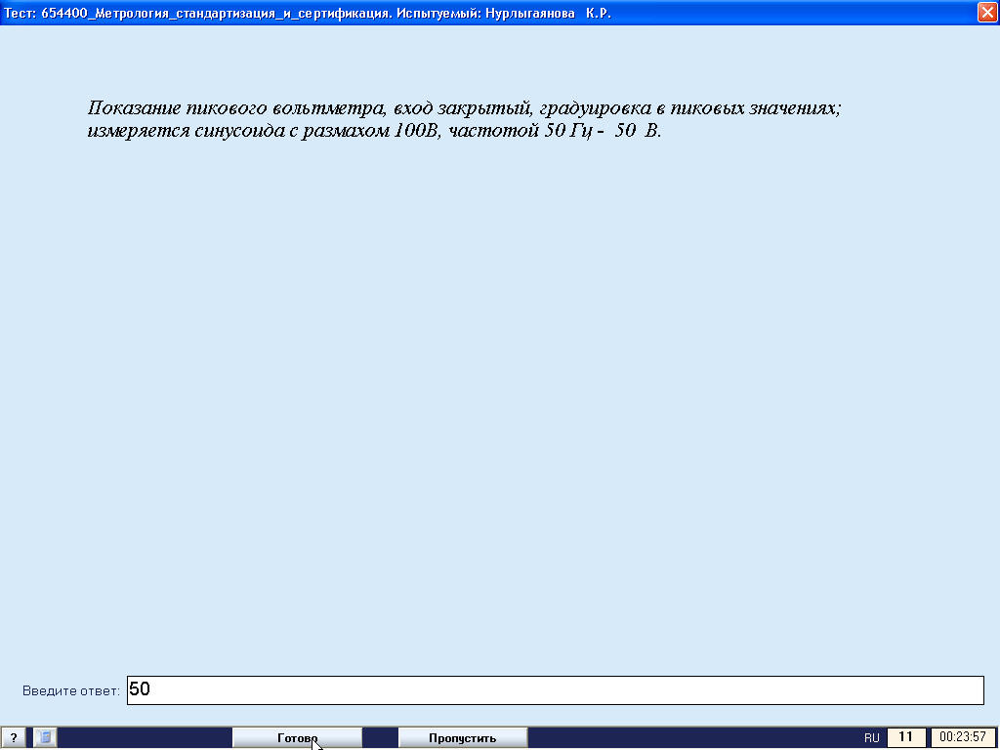 Тест: 654400_Метрология_стандартизация_и_сертификация. Испытуемый: Нурлыгаянова К.Р.
Показание пикового вольтметра, вход закрытый, градуировка в пиковых значениях;
измеряется синусоида с размахом 100В, частотой 50 Гц - 50 В.
Введите ответ: 50
? Готово Пропустить RU 11 00:23:57